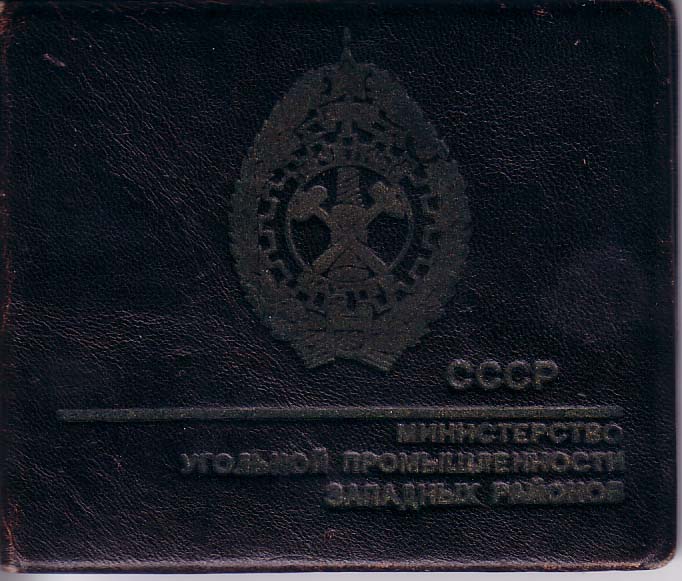 СССР
МИНИСТЕРСТВО
УГОЛЬНОЙ ПРОМЫШЛЕННОСТИ
ЗАПАДНЫХ РАЙОНОВ